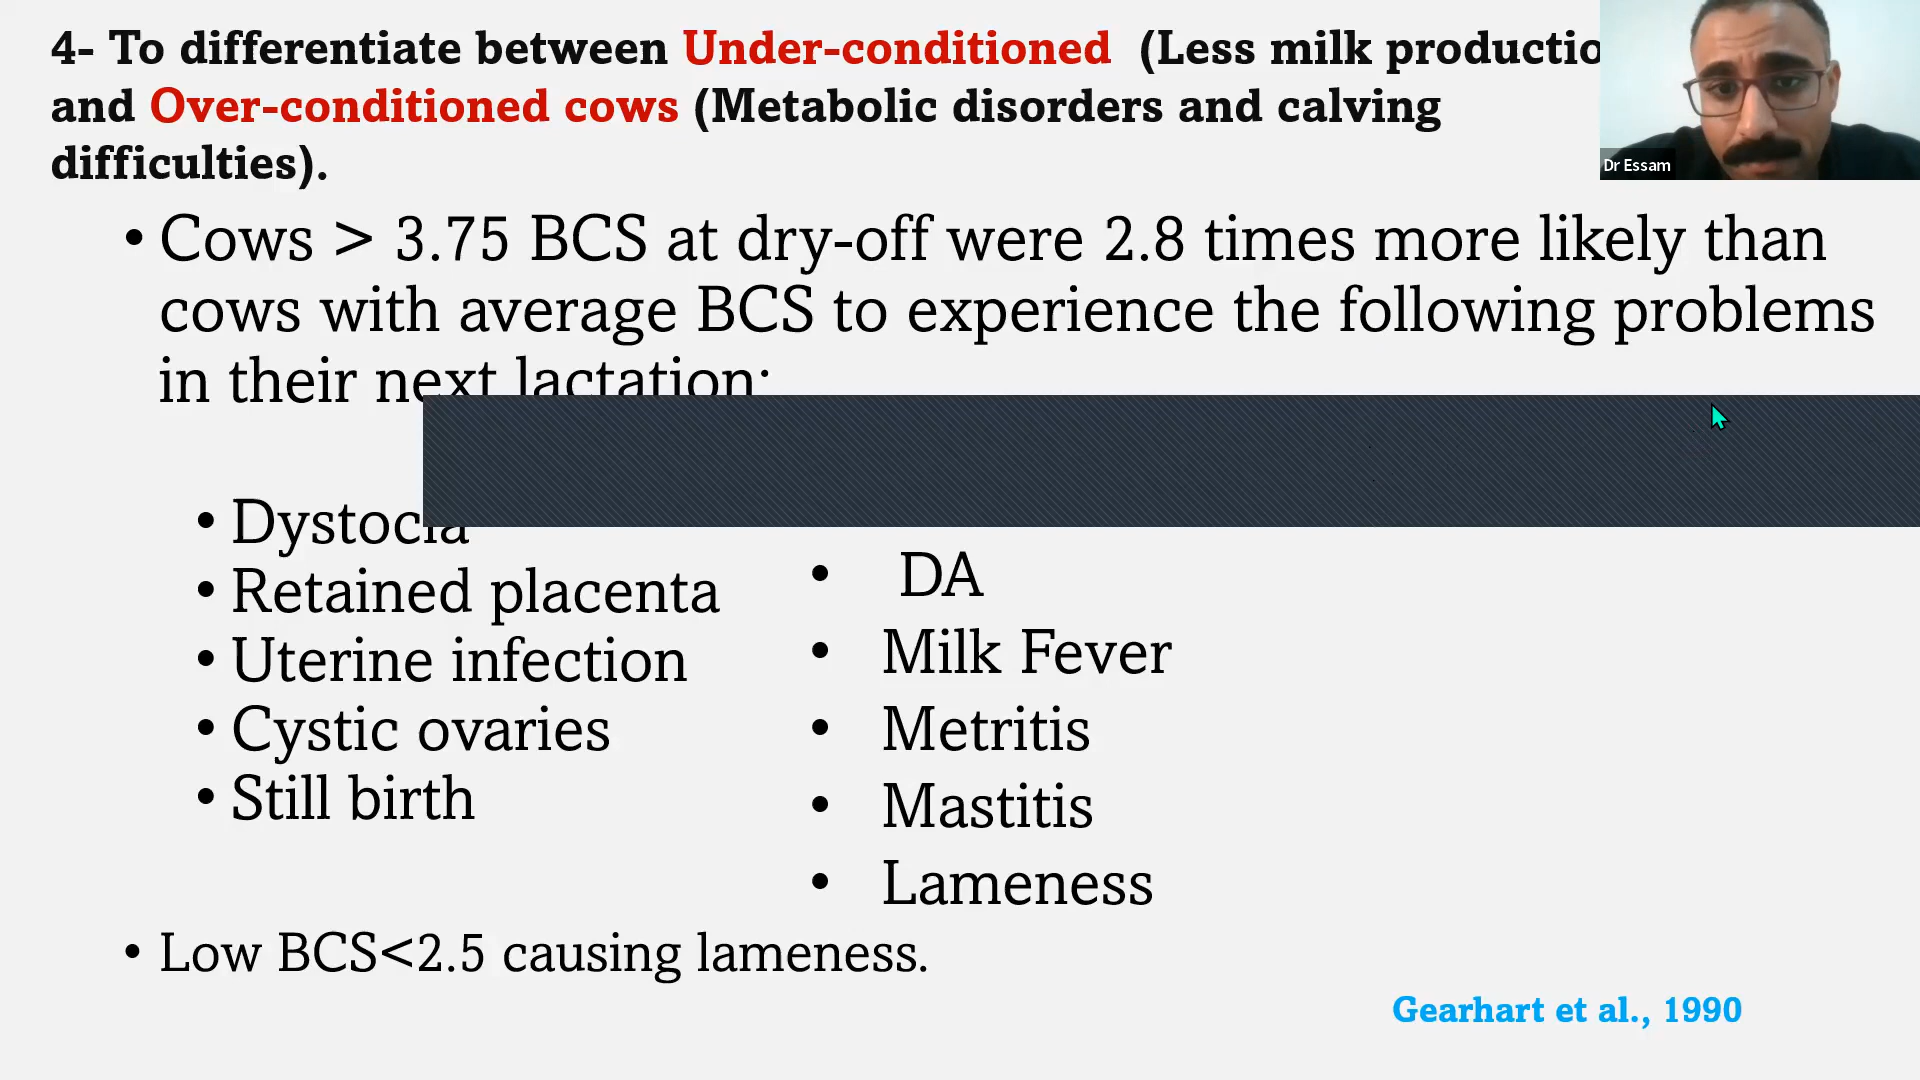 4- To differentiate between Under-conditioned (Less milk productio
and Over-conditioned cows (Metabolic disorders and calving
difficulties).
Dr Essam
• Cows > 3.75 BCS at dry-off were 2.8 times more likely than
cows with average BCS to experience the following problems
in their next lactation:
• Dystocia
• Retained placenta
• Uterine infection
• Cystic ovaries
• Still birth
• DA
• Milk Fever
• Metritis
• Mastitis
• Lameness
• Low BCS<2.5 causing lameness.
Gearhart et al., 1990